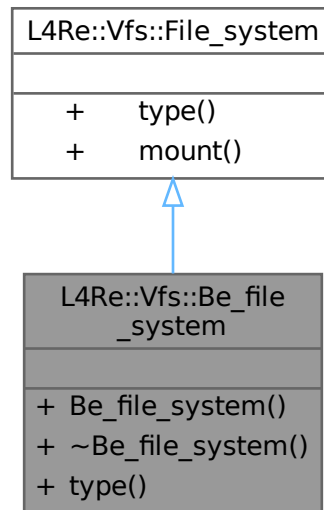 L4Re::Vfs::File_system
+ type()
+ mount()
L4Re::Vfs::Be_file
_system
+ Be_file_system()
+ ~Be_file_system()
+ type()